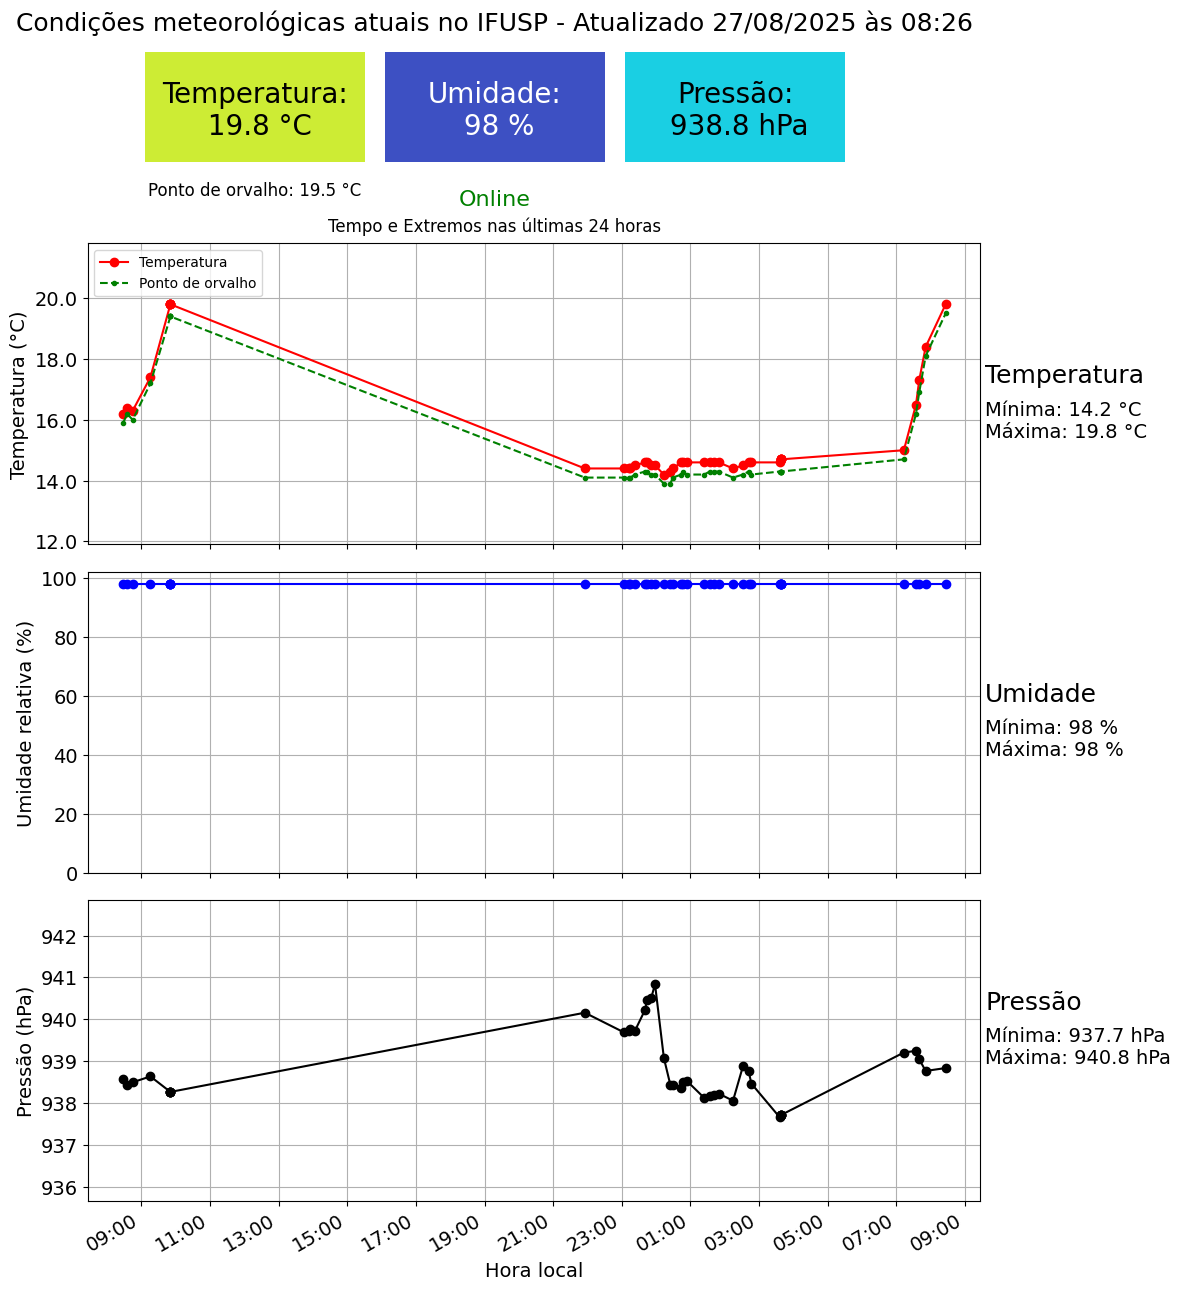 Condições meteorológicas atuais no IFUSP - Atualizado 27/08/2025 às 08:26
Temperatura:
19.8 °C
Umidade:
98 %
Pressão:
938.8 hPa
Ponto de orvalho: 19.5 °C
Online
Tempo e Extremos nas últimas 24 horas
Temperatura
Ponto de orvalho
Temperatura (°C)
20.0
18.0
16.0
14.0
12.0
Temperatura
Mínima: 14.2 °C
Máxima: 19.8 °C
Umidade relativa (%)
100
80
60
40
20
0
Umidade
Mínima: 98 %
Máxima: 98 %
Pressão (hPa)
942
941
940
939
938
937
936
Pressão
Mínima: 937.7 hPa
Máxima: 940.8 hPa
09:00
11:00
13:00
15:00
17:00
19:00
21:00
23:00
01:00
03:00
05:00
07:00
09:00
Hora local